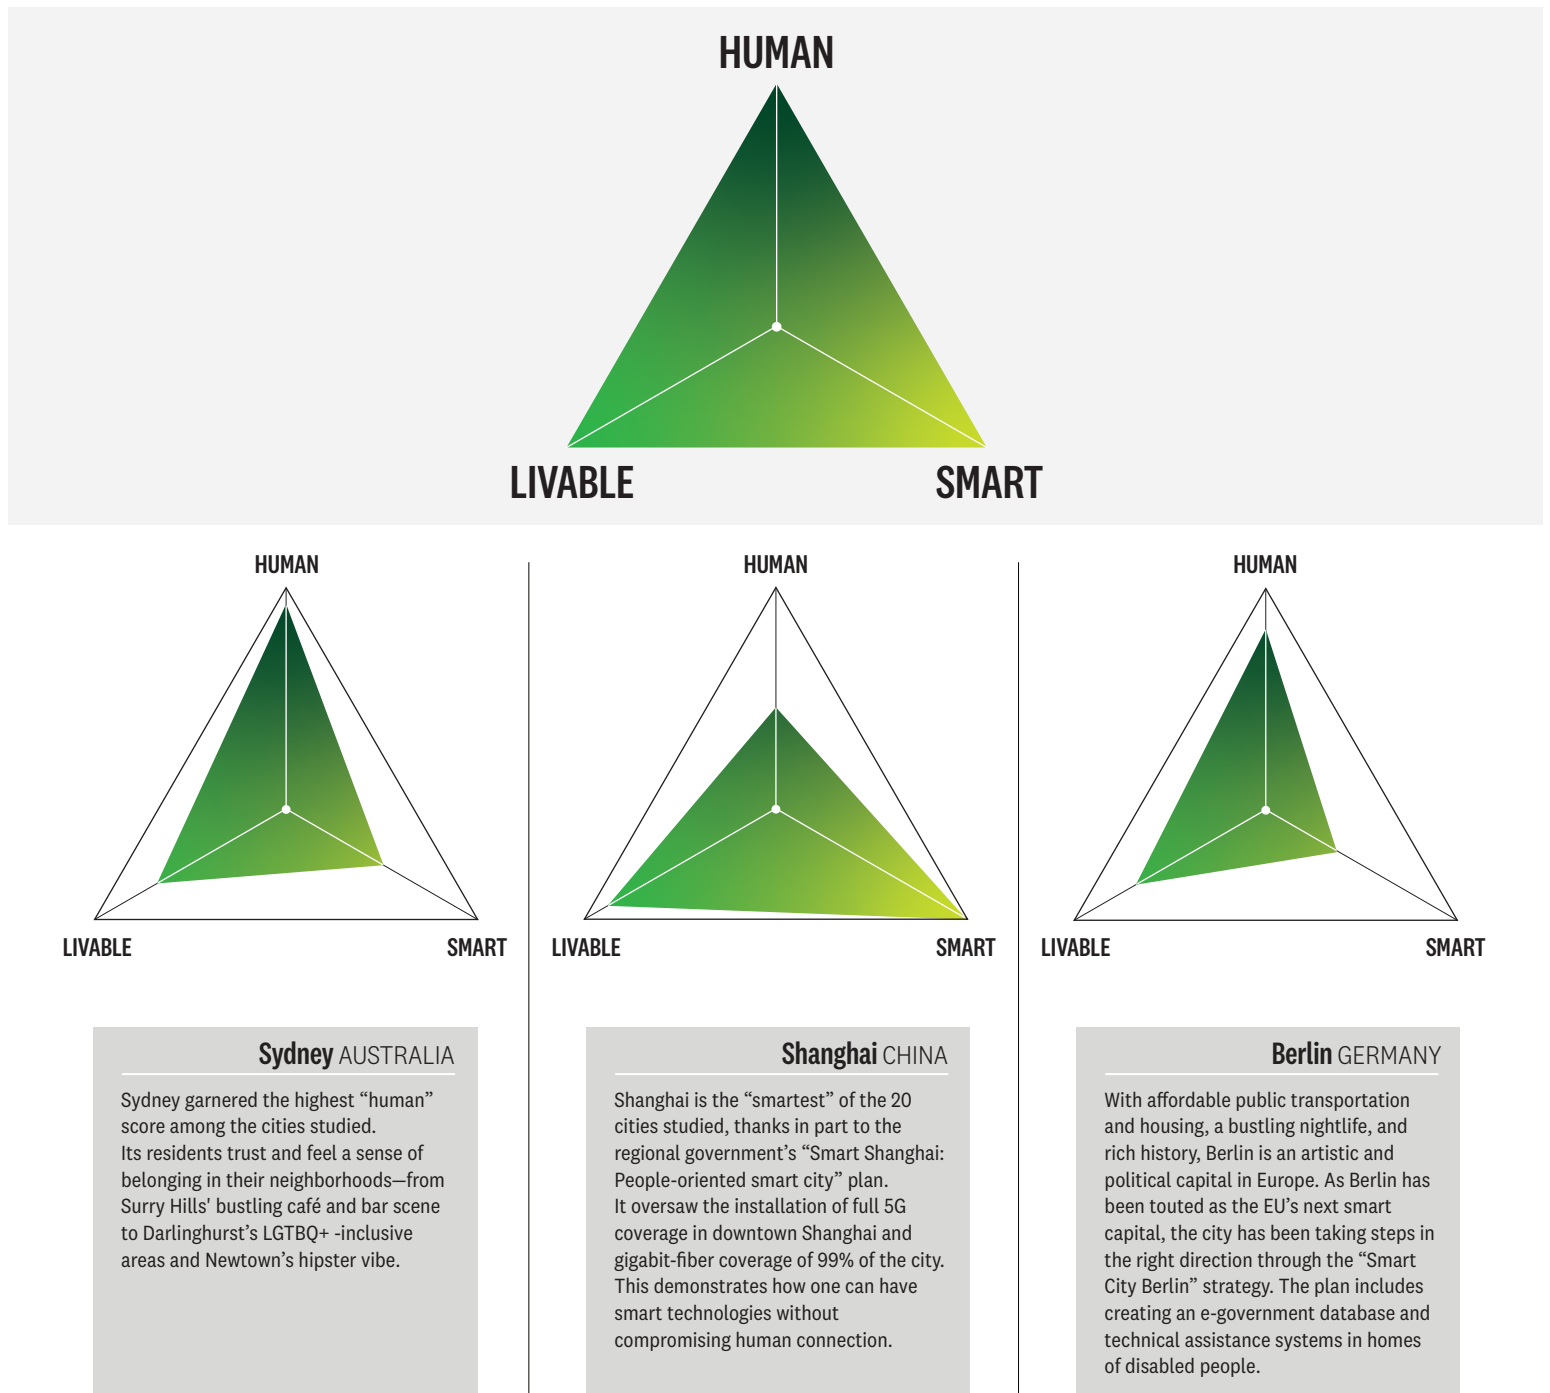 HUMAN
LIVABLE
SMART
HUMAN
LIVABLE
SMART
Sydney AUSTRALIA
Sydney garnered the highest “human”
score among the cities studied.
Its residents trust and feel a sense of
belonging in their neighborhoods—from
Surry Hills' bustling café and bar scene
to Darlinghurst’s LGTBQ+ -inclusive
areas and Newtown’s hipster vibe.
HUMAN
LIVABLE
SMART
Shanghai CHINA
Shanghai is the “smartest” of the 20
cities studied, thanks in part to the
regional government’s “Smart Shanghai:
People-oriented smart city” plan.
It oversaw the installation of full 5G
coverage in downtown Shanghai and
gigabit-fiber coverage of 99% of the city.
This demonstrates how one can have
smart technologies without
compromising human connection.
HUMAN
LIVABLE
SMART
Berlin GERMANY
With affordable public transportation
and housing, a bustling nightlife, and
rich history, Berlin is an artistic and
political capital in Europe. As Berlin has
been touted as the EU’s next smart
capital, the city has been taking steps in
the right direction through the “Smart
City Berlin” strategy. The plan includes
creating an e-government database and
technical assistance systems in homes
of disabled people.